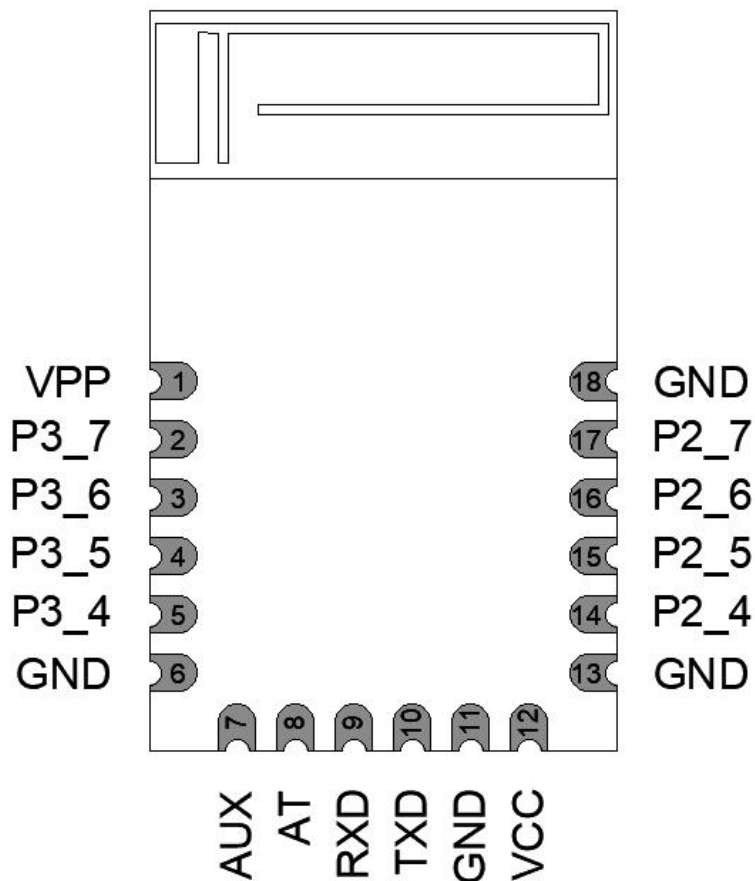 VPP 1 18 GND
P3_7 2 17 P2_7
P3_6 3 16 P2_6
P3_5 4 15 P2_5
P3_4 5 14 P2_4
GND 6 13 GND
7 8 9 10 11 12
AUX AT RXD TXD GND VCC